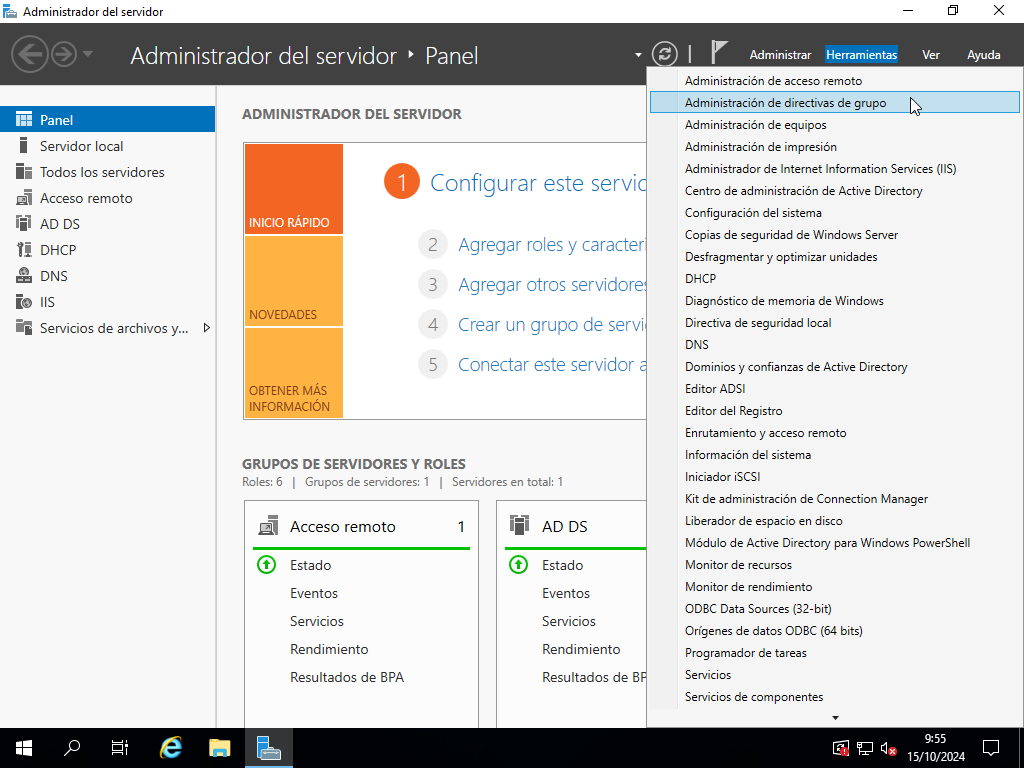 Administrador del servidor
Administrador del servidor
Panel
Administrar
Herramientas
Ver
Ayuda
Panel
Servidor local
Todos los servidores
Acceso remoto
AD DS
DHCP
DNS
IIS
Servicios de archivos y...
ADMINISTRADOR DEL SERVIDOR
INICIO RÁPIDO
NOVEDADES
OBTENER MÁS
INFORMACIÓN
1 Configurar este servic
2 Agregar roles y caracterí
3 Agregar otros servidores
4 Crear un grupo de servi
5 Conectar este servidor a
GRUPOS DE SERVIDORES Y ROLES
Roles: 6 | Grupos de servidores: 1 | Servidores en total: 1
Acceso remoto 1
Estado
Eventos
Servicios
Rendimiento
Resultados de BPA
AD DS
Estado
Eventos
Servicios
Rendimiento
Resultados de BP
Administración de acceso remoto
Administración de directivas de grupo
Administración de equipos
Administración de impresión
Administrador de Internet Information Services (IIS)
Centro de administración de Active Directory
Configuración del sistema
Copias de seguridad de Windows Server
Desfragmentar y optimizar unidades
DHCP
Diagnóstico de memoria de Windows
Directiva de seguridad local
DNS
Dominios y confianzas de Active Directory
Editor ADSI
Editor del Registro
Enrutamiento y acceso remoto
Información del sistema
Iniciador iSCSI
Kit de administración de Connection Manager
Liberador de espacio en disco
Módulo de Active Directory para Windows PowerShell
Monitor de recursos
Monitor de rendimiento
ODBC Data Sources (32-bit)
Orígenes de datos ODBC (64 bits)
Programador de tareas
Servicios
Servicios de componentes
9:55
15/10/2024